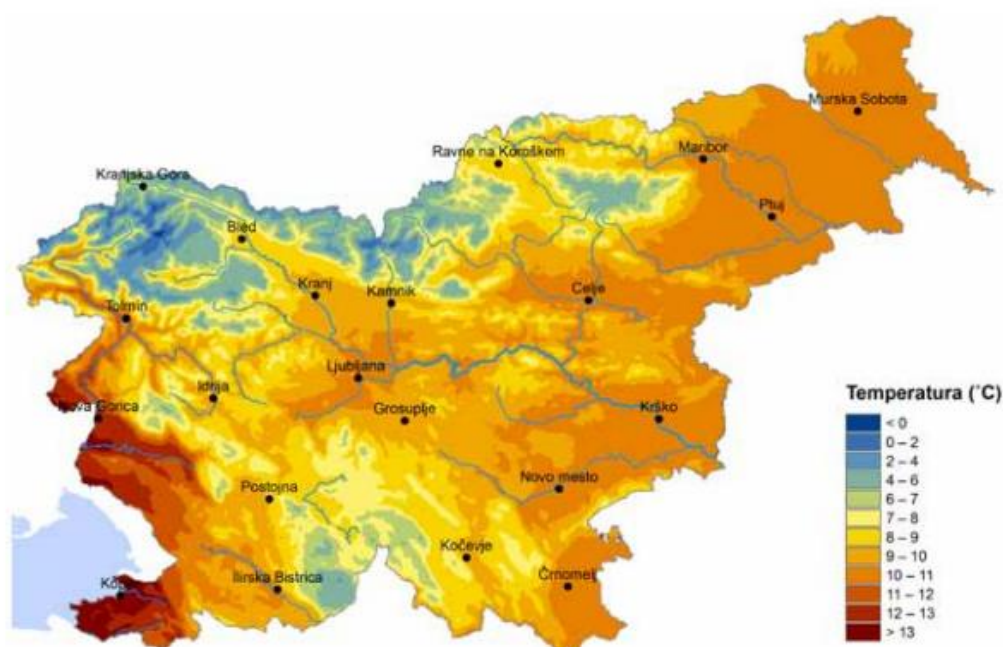 Murska Sobota
Ravne na Koroškem
Maribor
Kranjska Gora
Ptuj
Bled
Kranj
Kamnik
Celje
Tolmin
Ljubljana
Idrija
Nova Gorica
Grosuplje
Krško
Postojna
Novo mesto
Kočevje
Ilirska Bistrica
Črnomelj
Temperatura (˚C)
< 0
0 – 2
2 – 4
4 – 6
6 – 7
7 – 8
8 – 9
9 – 10
10 – 11
11 – 12
12 – 13
> 13